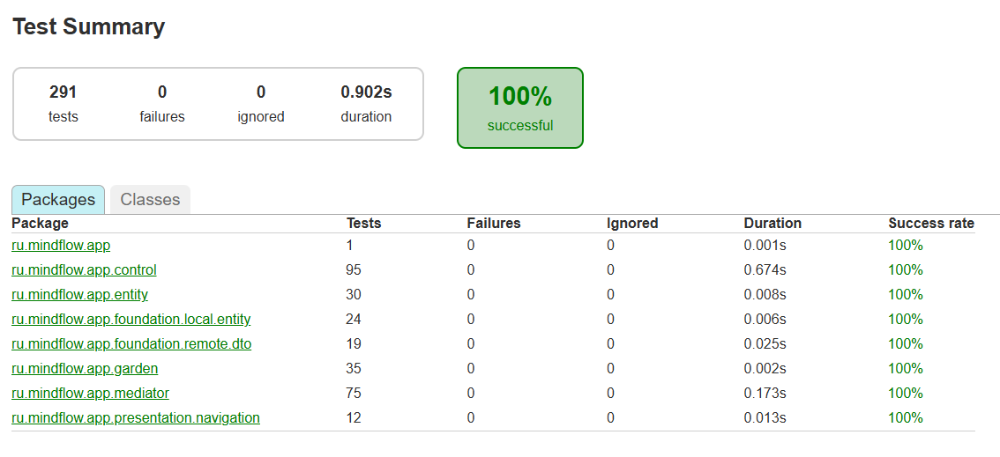 Test Summary
291 0 0 0.902s 100%
tests failures ignored duration successful
Packages Classes
Package Tests Failures Ignored Duration Success rate
ru.mindflow.app 1 0 0 0.001s 100%
ru.mindflow.app.control 95 0 0 0.674s 100%
ru.mindflow.app.entity 30 0 0 0.008s 100%
ru.mindflow.app.foundation.local.entity 24 0 0 0.006s 100%
ru.mindflow.app.foundation.remote.dto 19 0 0 0.025s 100%
ru.mindflow.app.garden 35 0 0 0.002s 100%
ru.mindflow.app.mediator 75 0 0 0.173s 100%
ru.mindflow.app.presentation.navigation 12 0 0 0.013s 100%